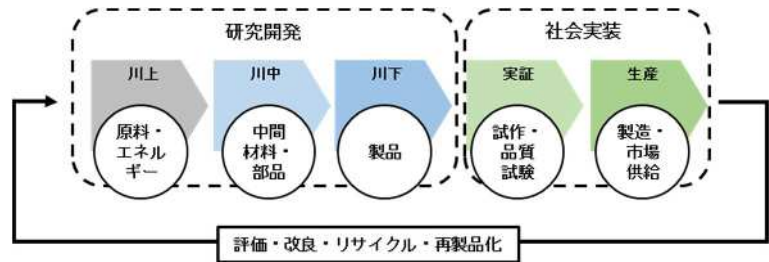 研究開発
社会実装
川上
川中
川下
実証
生産
原料・
エネル
ギー
中間
材料・
部品
製品
試作・
品質
試験
製造・
市場
供給
評価・改良・リサイクル・再製品化